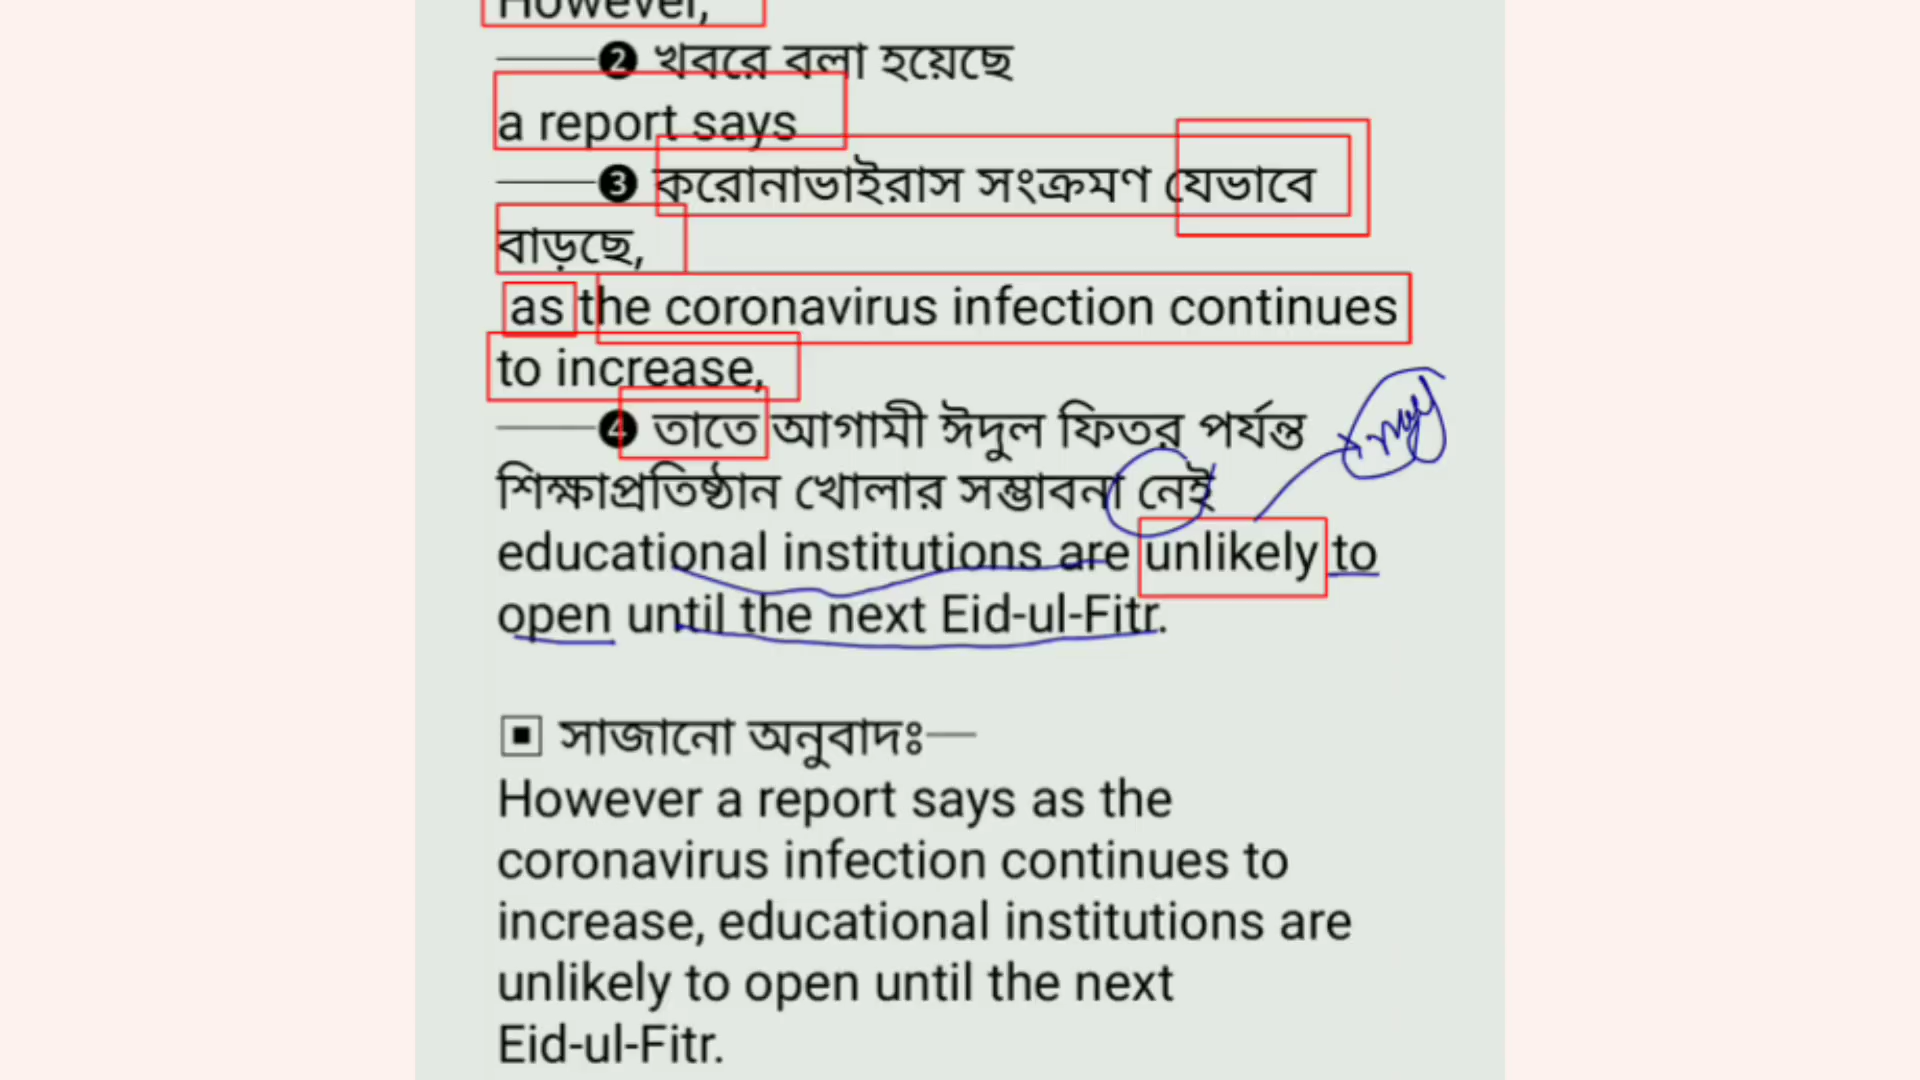 However,
❷ খবরে বলা হয়েছে
a report says
❸ করোনাভাইরাস সংক্রমণ যেভাবে
বাড়ছে,
as the coronavirus infection continues
to increase,
❹ তাতে আগামী ঈদুল ফিতর পর্যন্ত
শিক্ষাপ্রতিষ্ঠান খোলার সম্ভাবনা নেই
educational institutions are unlikely to
open until the next Eid-ul-Fitr.
▣ সাজানো অনুবাদঃ—
However a report says as the
coronavirus infection continues to
increase, educational institutions are
unlikely to open until the next
Eid-ul-Fitr.